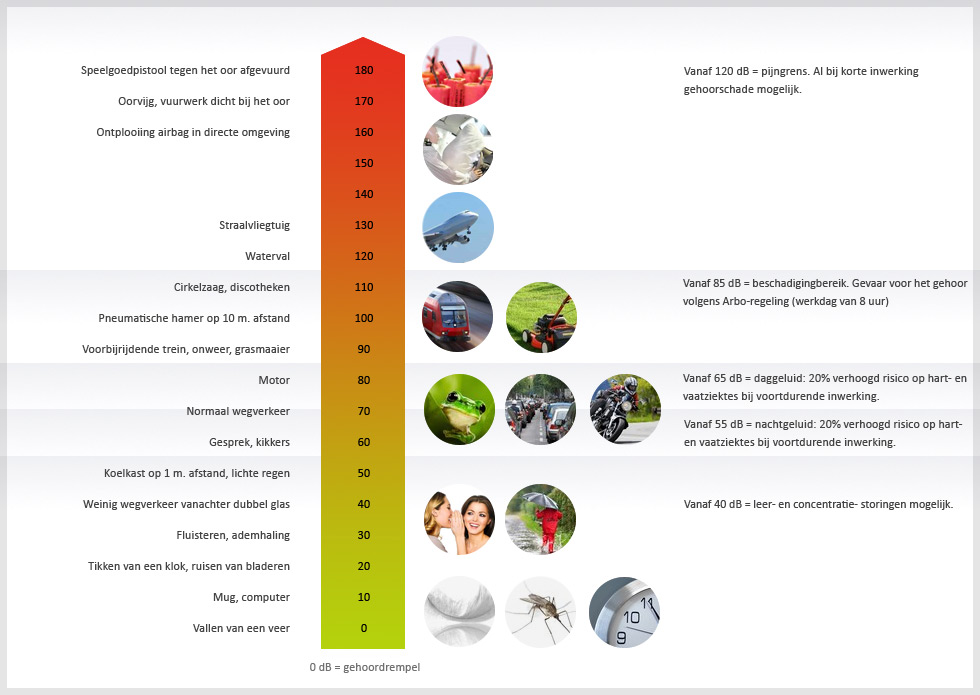 Speelgoedpistool tegen het oor afgevuurd 180
Vanaf 120 dB = pijngrens. Al bij korte inwerking
gehoorschade mogelijk.
Oorvijg, vuurwerk dicht bij het oor 170
Ontplooiing airbag in directe omgeving 160
150
140
Straalvliegtuig 130
Waterval 120
Cirkelzaag, discotheken 110
Vanaf 85 dB = beschadigingbereik. Gevaar voor het gehoor
volgens Arbo-regeling (werkdag van 8 uur)
Pneumatische hamer op 10 m. afstand 100
Voorbijrijdende trein, onweer, grasmaaier 90
Motor 80
Vanaf 65 dB = daggeluid: 20% verhoogd risico op hart- en
vaatziektes bij voortdurende inwerking.
Normaal wegverkeer 70
Vanaf 55 dB = nachtgeluid: 20% verhoogd risico op hart-
en vaatziektes bij voortdurende inwerking.
Gesprek, kikkers 60
Koelkast op 1 m. afstand, lichte regen 50
Weinig wegverkeer vanachter dubbel glas 40
Vanaf 40 dB = leer- en concentratie- storingen mogelijk.
Fluisteren, ademhaling 30
Tikken van een klok, ruisen van bladeren 20
Mug, computer 10
Vallen van een veer 0
11
10
9
0 dB = gehoordrempel